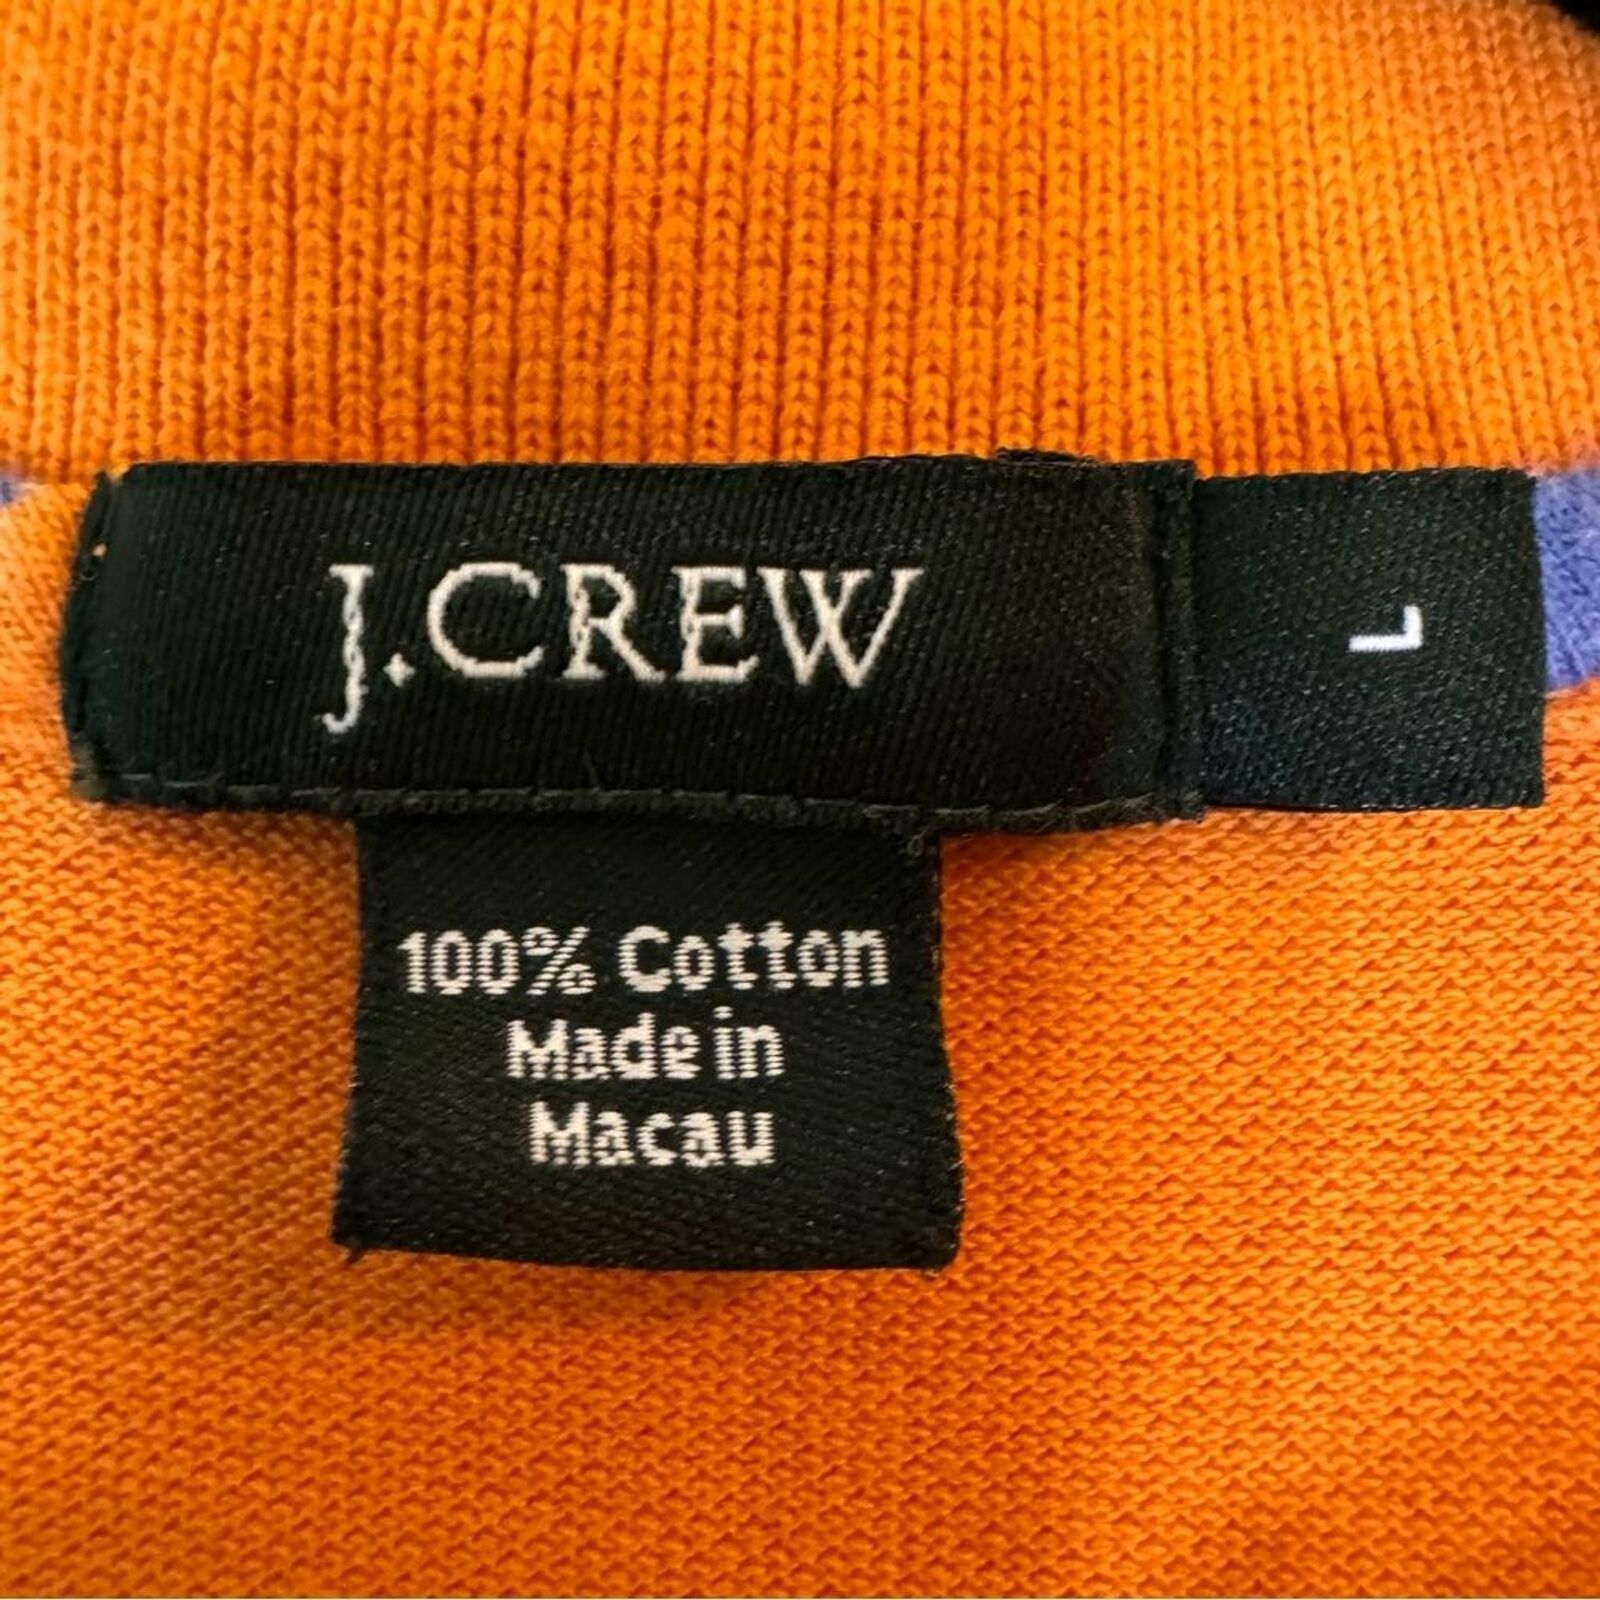 J.CREW
L
100% Cotton
Made in
Macau